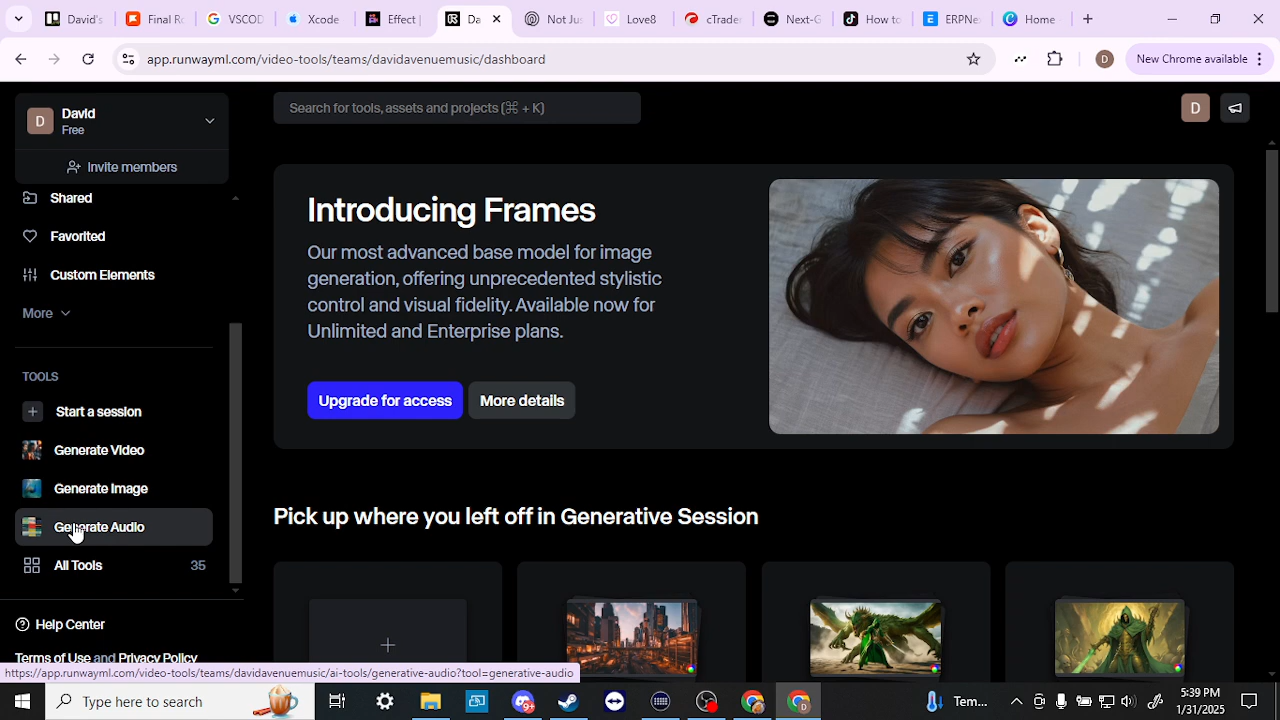 David'
Final Ro
VSCOD
Xcode
Effect
Da
Not Jus
Love8
cTrader
Next-G
How to
ERPNe
Home
app.runwayml.com/video-tools/teams/davidavenuemusic/dashboard
D
New Chrome available
D
David
Free
Invite members
Search for tools, assets and projects (⌘ + K)
D
Shared
Favorited
Custom Elements
More
TOOLS
Start a session
Generate Video
Generate Image
Generate Audio
All Tools 35
Help Center
Terms of Use and Privacy Policy
Introducing Frames
Our most advanced base model for image
generation, offering unprecedented stylistic
control and visual fidelity. Available now for
Unlimited and Enterprise plans.
Upgrade for access
More details
Pick up where you left off in Generative Session
https://app.runwayml.com/video-tools/teams/davidavenuemusic/ai-tools/generative-audio?tool=generative-audio
Type here to search
Tem...
5:39 PM
1/31/2025